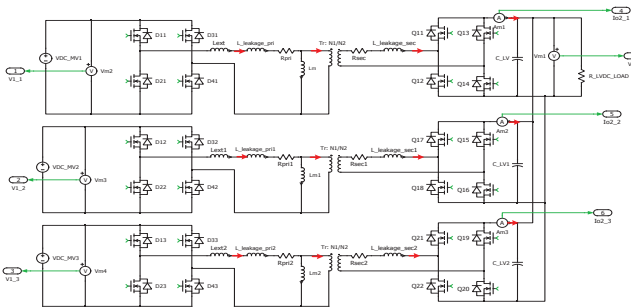 D11 D31 Lext L_leakage_pri Tr: N1/N2 L_leakage_sec Q11 Q13 A Am1 4 Io2_1
VDC_MV1 V Vm2 Rpri Lm Rsec C_LV Vm1 V R_LVDC_LOAD
1 V1_1 D21 D41 Q12 Q14
D12 D32 Lext1 L_leakage_pri1 Tr: N1/N2 L_leakage_sec1 Q17 Q15 A Am2 5 Io2_2
VDC_MV2 V Vm3 Rpri1 Lm1 Rsec1 C_LV1
2 V1_2 D22 D42 Q18 Q16
D13 D33 Lext2 L_leakage_pri2 Tr: N1/N2 L_leakage_sec2 Q21 Q19 A Am3 6 Io2_3
VDC_MV3 V Vm4 Rpri2 Lm2 Rsec2 C_LV2
3 V1_3 D23 D43 Q22 Q20